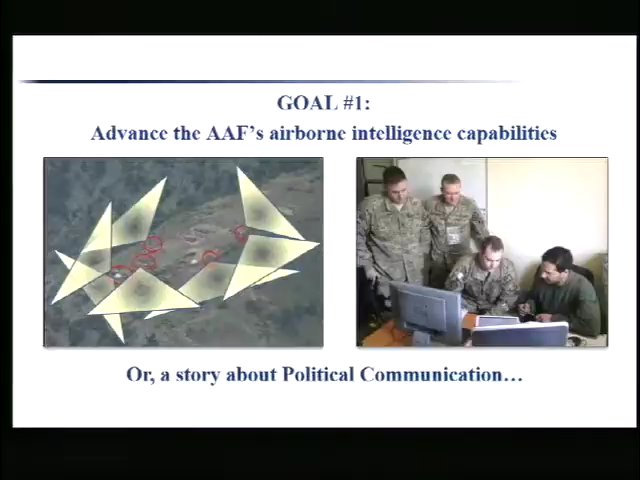 GOAL #1:
Advance the AAF's airborne intelligence capabilities
Or, a story about Political Communication…